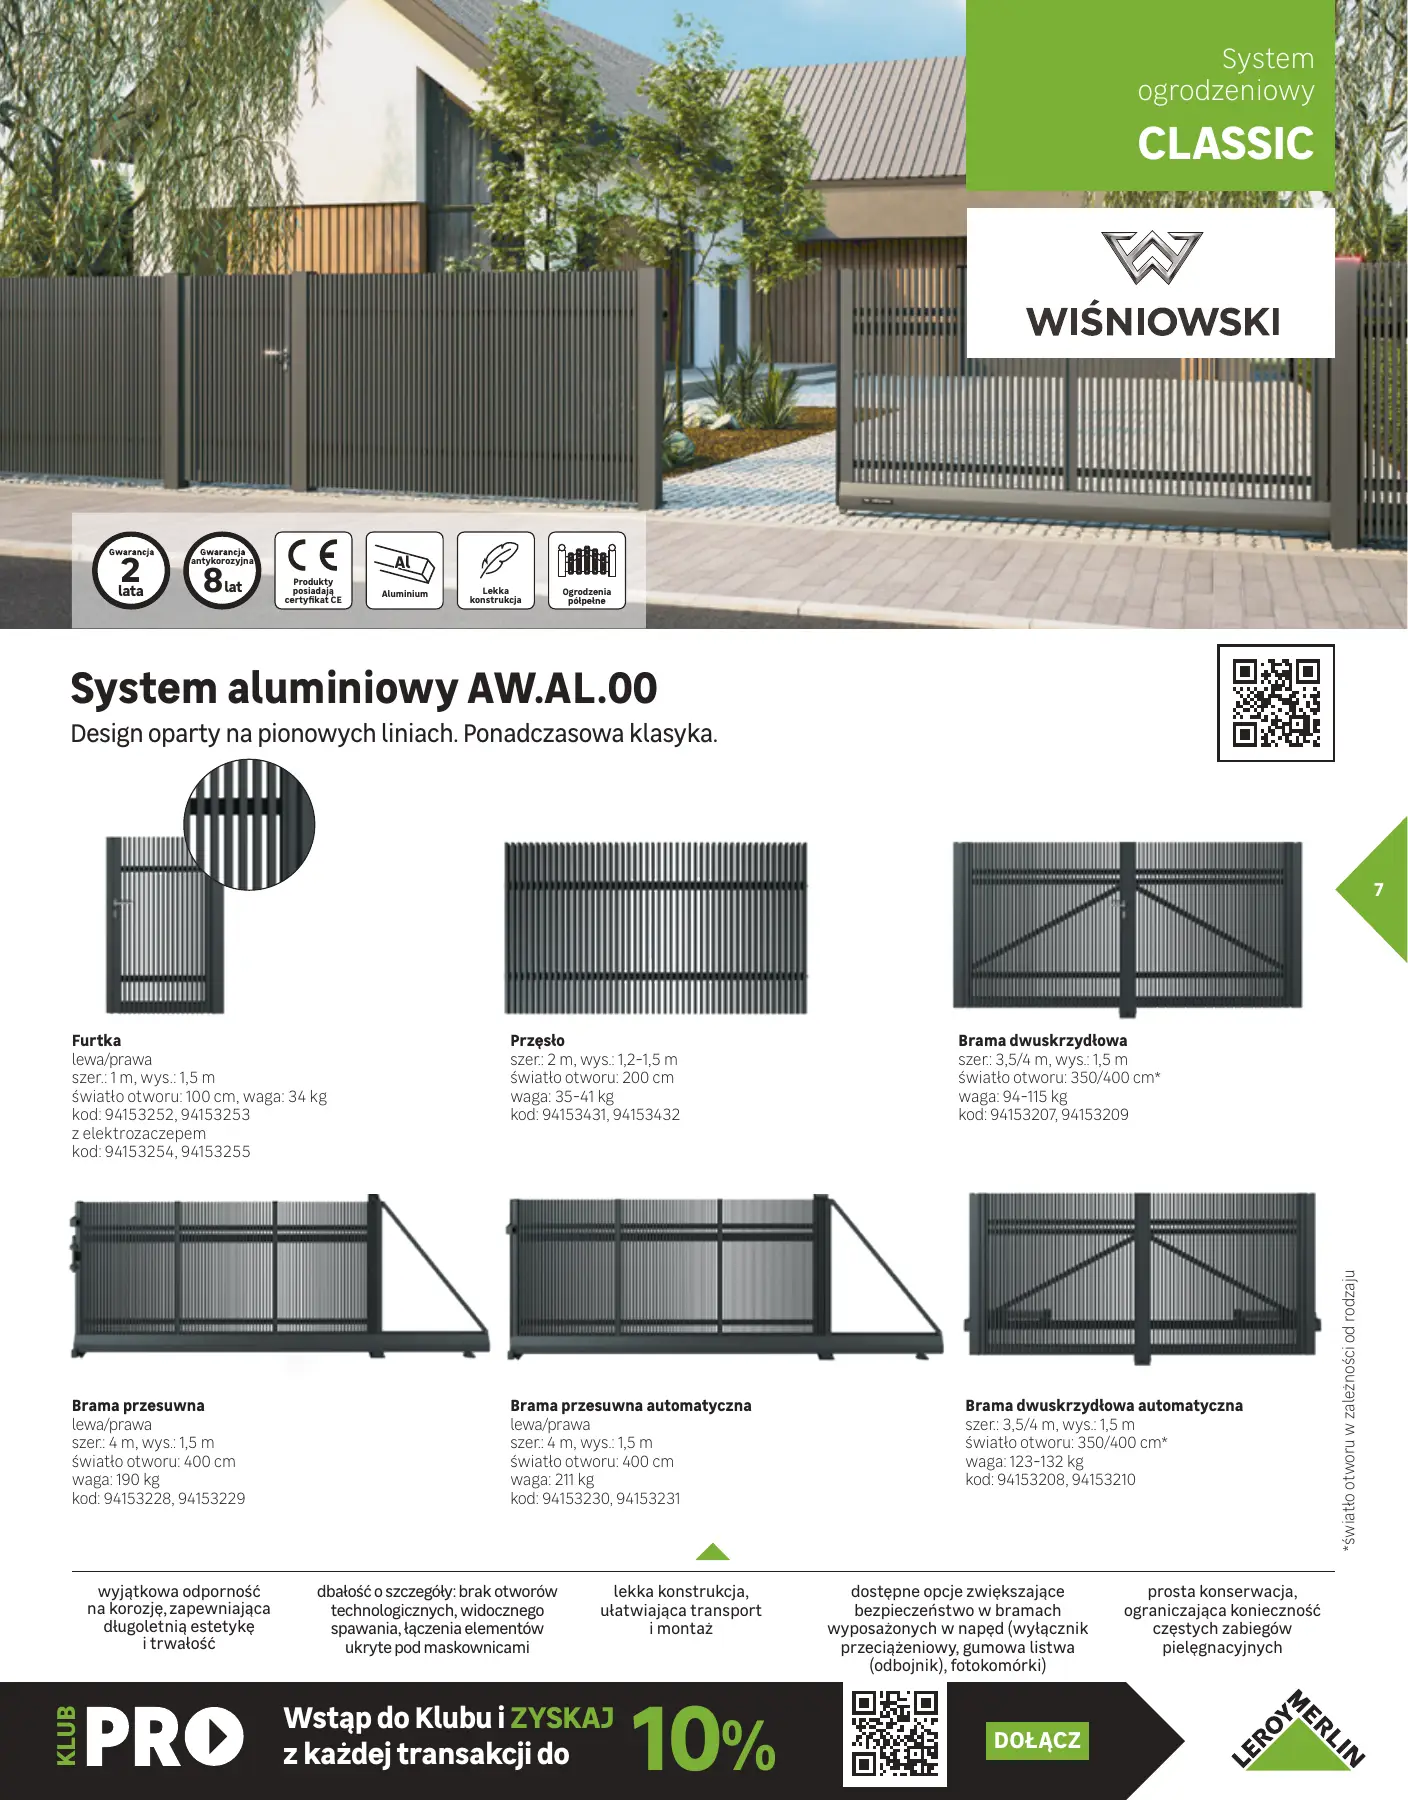 System
ogrodzeniowy
CLASSIC
WIŚNIOWSKI
Gwarancja
2
lata
Gwarancja
antykorozyjna
8 lat
CE
Produkty
posiadają
certyfikat CE
Al
Aluminium
Lekka
konstrukcja
Ogrodzenia
półpełne
System aluminiowy AW.AL.00
Design oparty na pionowych liniach. Ponadczasowa klasyka.
7
Furtka
lewa/prawa
szer.: 1 m, wys.: 1,5 m
światło otworu: 100 cm, waga: 34 kg
kod: 94153252, 94153253
z elektrozaczepem
kod: 94153254, 94153255
Przęsło
szer.: 2 m, wys.: 1,2-1,5 m
światło otworu: 200 cm
waga: 35-41 kg
kod: 94153431, 94153432
Brama dwuskrzydłowa
szer.: 3,5/4 m, wys.: 1,5 m
światło otworu: 350/400 cm*
waga: 94-115 kg
kod: 94153207, 94153209
Brama przesuwna
lewa/prawa
szer.: 4 m, wys.: 1,5 m
światło otworu: 400 cm
waga: 190 kg
kod: 94153228, 94153229
Brama przesuwna automatyczna
lewa/prawa
szer.: 4 m, wys.: 1,5 m
światło otworu: 400 cm
waga: 211 kg
kod: 94153230, 94153231
Brama dwuskrzydłowa automatyczna
szer.: 3,5/4 m, wys.: 1,5 m
światło otworu: 350/400 cm*
waga: 123-132 kg
kod: 94153208, 94153210
*światło otworu w zależności od rodzaju
wyjątkowa odporność
na korozję, zapewniająca
długoletnią estetykę
i trwałość
dbałość o szczegóły: brak otworów
technologicznych, widocznego
spawania, łączenia elementów
ukryte pod maskownicami
lekka konstrukcja,
ułatwiająca transport
i montaż
dostępne opcje zwiększające
bezpieczeństwo w bramach
wyposażonych w napęd (wyłącznik
przeciążeniowy, gumowa listwa
(odbojnik), fotokomórki)
prosta konserwacja,
ograniczająca konieczność
częstych zabiegów
pielęgnacyjnych
KLUB
PRO
Wstąp do Klubu i ZYSKAJ
z każdej transakcji do
10%
DOŁĄCZ
LEROY MERLIN